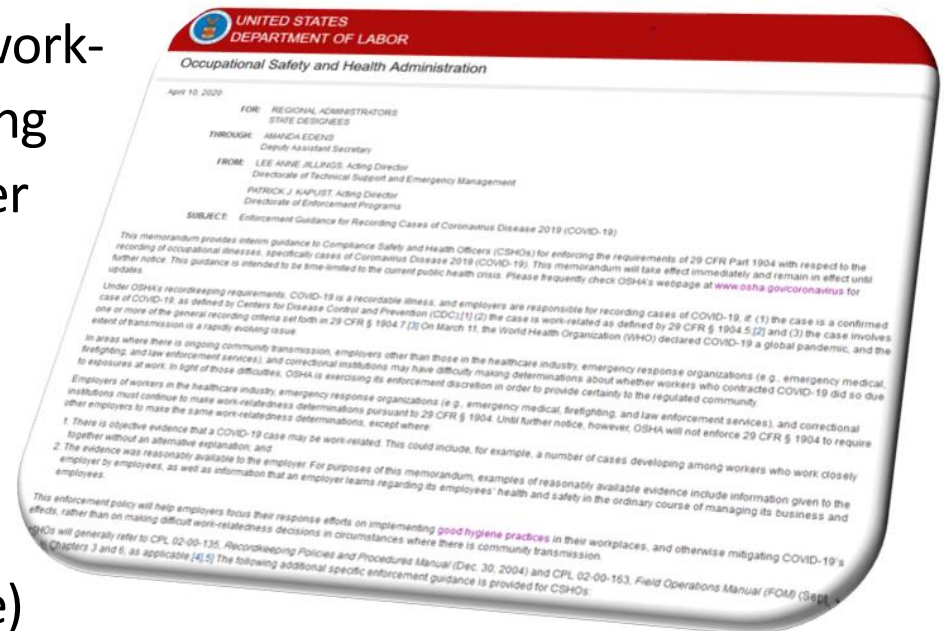 work-
ng
er
e)
UNITED STATES
DEPARTMENT OF LABOR
Occupational Safety and Health Administration
April 10, 2020
FOR: REGIONAL ADMINISTRATORS
STATE DESIGNEES
THROUGH: AMANDA EDENS
Deputy Assistant Secretary
FROM: LEE ANNE JILLINGS, Acting Director
Directorate of Technical Support and Emergency Management
PATRICK J. KAPUST, Acting Director
Directorate of Enforcement Programs
SUBJECT: Enforcement Guidance for Recording Cases of Coronavirus Disease 2019 (COVID-19)
This memorandum provides interim guidance to Compliance Safety and Health Officers (CSHOs) for enforcing the requirements of 29 CFR Part 1904 with respect to the
recording of occupational illnesses, specifically cases of Coronavirus Disease 2019 (COVID-19). This memorandum will take effect immediately and remain in effect until
further notice. This guidance is intended to be time-limited to the current public health crisis. Please frequently check OSHA's webpage at www.osha.gov/coronavirus for
updates.
Under OSHA's recordkeeping requirements, COVID-19 is a recordable illness, and employers are responsible for recording cases of COVID-19, if: (1) the case is a confirmed
case of COVID-19, as defined by Centers for Disease Control and Prevention (CDC);[1] (2) the case is work-related as defined by 29 CFR § 1904.5;[2] and (3) the case involves
one or more of the general recording criteria set forth in 29 CFR § 1904.7.[3] On March 11, the World Health Organization (WHO) declared COVID-19 a global pandemic, and the
extent of transmission is a rapidly evolving issue.
In areas where there is ongoing community transmission, employers other than those in the healthcare industry, emergency response organizations (e.g., emergency medical,
firefighting, and law enforcement services), and correctional institutions may have difficulty making determinations about whether workers who contracted COVID-19 did so due
to exposures at work. In light of those difficulties, OSHA is exercising its enforcement discretion in order to provide certainty to the regulated community.
Employers of workers in the healthcare industry, emergency response organizations (e.g., emergency medical, firefighting, and law enforcement services), and correctional
institutions must continue to make work-relatedness determinations pursuant to 29 CFR § 1904. Until further notice, however, OSHA will not enforce 29 CFR § 1904 to require
other employers to make the same work-relatedness determinations, except where:
1. There is objective evidence that a COVID-19 case may be work-related. This could include, for example, a number of cases developing among workers who work closely
together without an alternative explanation; and
2. The evidence was reasonably available to the employer. For purposes of this memorandum, examples of reasonably available evidence include information given to the
employer by employees, as well as information that an employer learns regarding its employees' health and safety in the ordinary course of managing its business and
employees.
This enforcement policy will help employers focus their response efforts on implementing good hygiene practices in their workplaces, and otherwise mitigating COVID-19's
effects, rather than on making difficult work-relatedness decisions in circumstances where there is community transmission.
CSHOs will generally refer to CPL 02-00-135, Recordkeeping Policies and Procedures Manual (Dec. 30, 2004) and CPL 02-00-163, Field Operations Manual (FOM) (Sept.
Chapters 3 and 6, as applicable.[4],[5] The following additional specific enforcement guidance is provided for CSHOs: